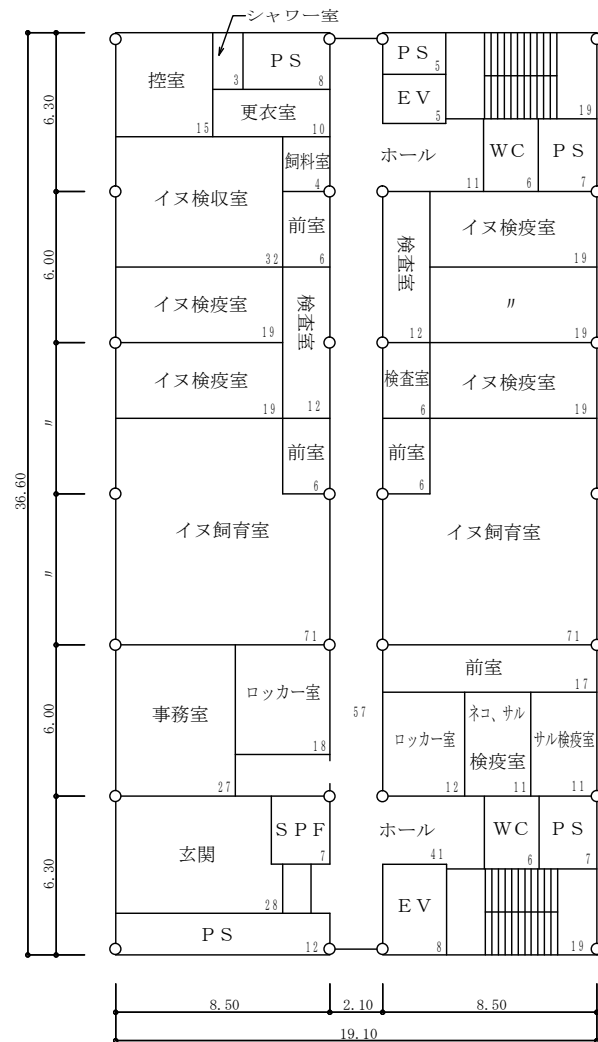 シャワー室
PS
8
3
控室
15
更衣室
10
PS
5
EV
5
19
6.30
飼料室
4
ホール
11
WC
6
PS
7
イヌ検収室
32
前室
6
検査室
12
イヌ検疫室
19
6.00
イヌ検疫室
19
検査室
12
〃
19
イヌ検疫室
19
検査室
6
イヌ検疫室
19
〃
前室
6
前室
6
36.60
イヌ飼育室
71
イヌ飼育室
71
〃
前室
17
事務室
27
ロッカー室
18
57
ロッカー室
12
ネコ、サル
検疫室
11
サル検疫室
11
6.00
SPF
7
ホール
41
WC
6
PS
7
玄関
28
6.30
EV
8
19
PS
12
8.50
2.10
8.50
19.10